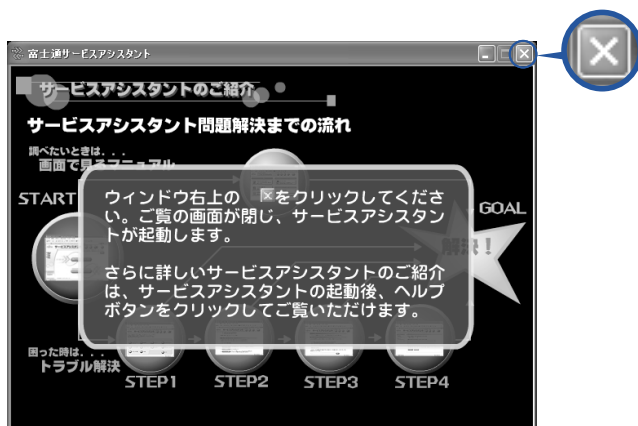 富士通サービスアシスタント
サービスアシスタントのご紹介
サービスアシスタント問題解決までの流れ
調べたいときは．．．
画面で見るマニュアル
START
ウィンドウ右上の ×をクリックしてくださ
い。ご覧の画面が閉じ、サービスアシスタン
トが起動します。
さらに詳しいサービスアシスタントのご紹介
は、サービスアシスタントの起動後、ヘルプ
ボタンをクリックしてご覧いただけます。
GOAL
解決！
困った時は．．．
トラブル解決
STEP1
STEP2
STEP3
STEP4